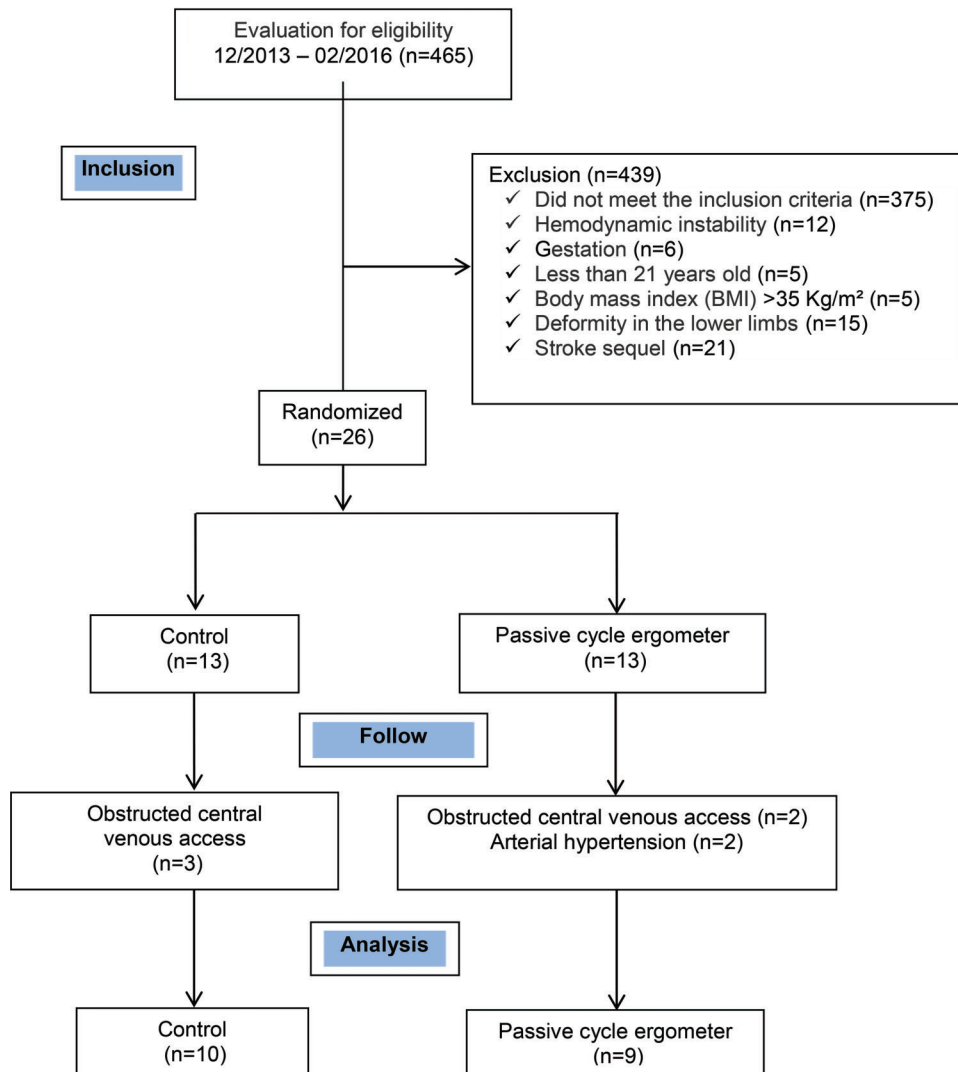 Evaluation for eligibility
12/2013 – 02/2016 (n=465)
Inclusion
Exclusion (n=439)
✓ Did not meet the inclusion criteria (n=375)
✓ Hemodynamic instability (n=12)
✓ Gestation (n=6)
✓ Less than 21 years old (n=5)
✓ Body mass index (BMI) >35 Kg/m² (n=5)
✓ Deformity in the lower limbs (n=15)
✓ Stroke sequel (n=21)
Randomized
(n=26)
Control
(n=13)
Passive cycle ergometer
(n=13)
Follow
Obstructed central
venous access
(n=3)
Obstructed central venous access (n=2)
Arterial hypertension (n=2)
Analysis
Control
(n=10)
Passive cycle ergometer
(n=9)